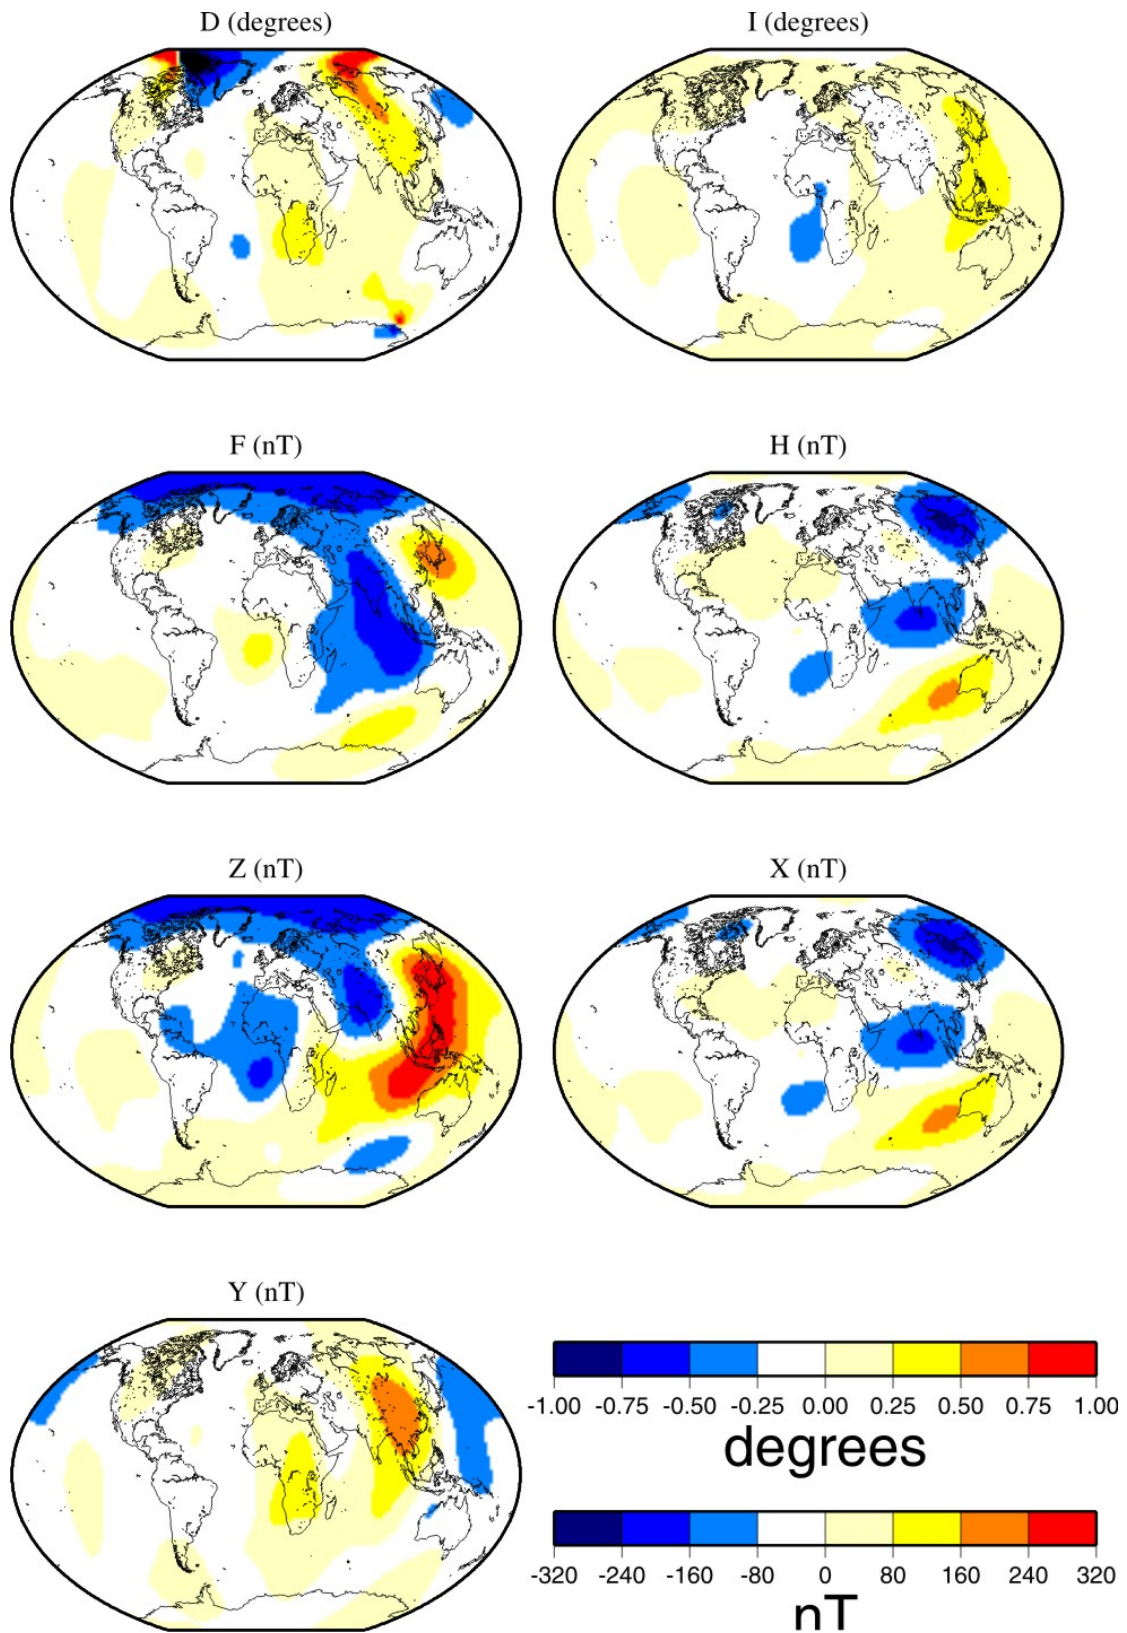 D (degrees)
I (degrees)
F (nT)
H (nT)
Z (nT)
X (nT)
Y (nT)
-1.00 -0.75 -0.50 -0.25 0.00 0.25 0.50 0.75 1.00
degrees
-320 -240 -160 -80 0 80 160 240 320
nT